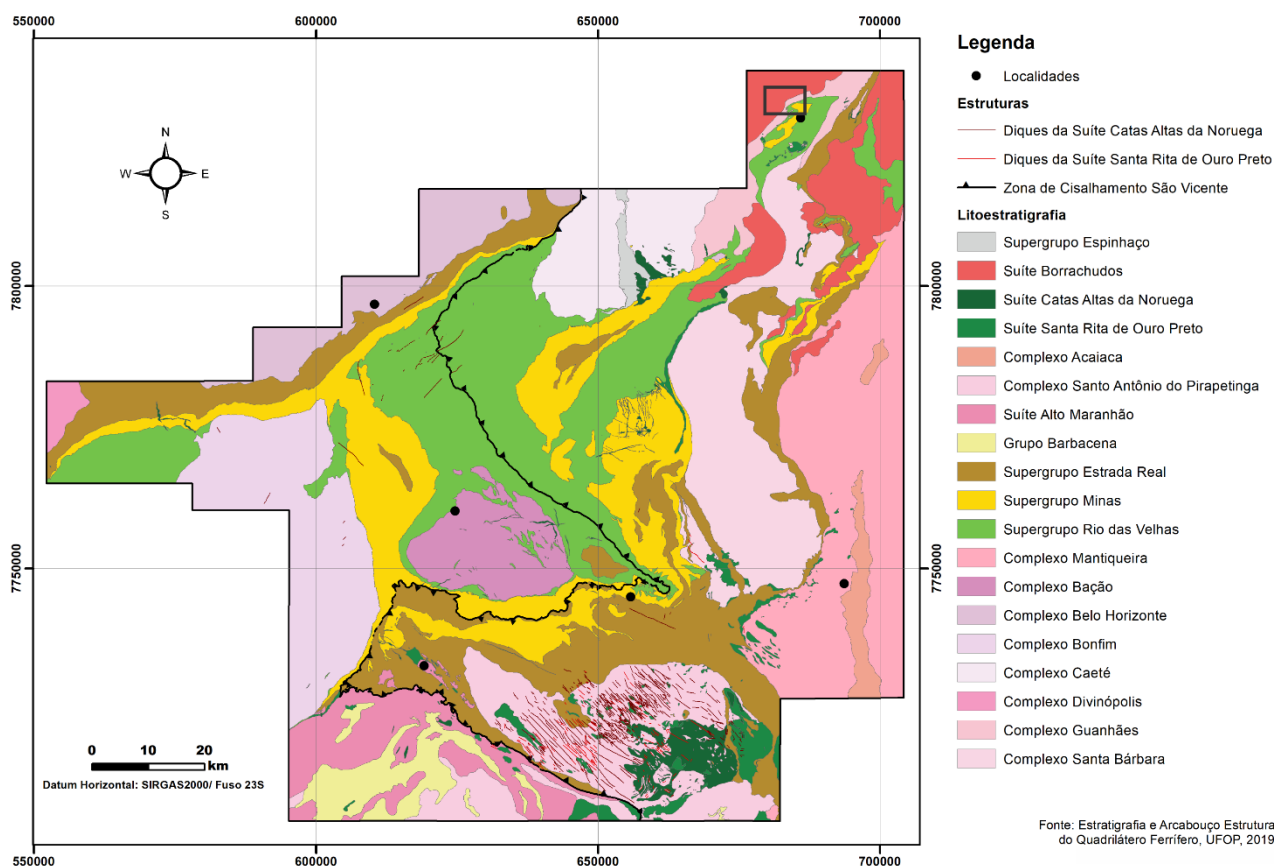 550000
600000
650000
700000
Legenda
Localidades
Estruturas
Diques da Suíte Catas Altas da Noruega
Diques da Suíte Santa Rita de Ouro Preto
Zona de Cisalhamento São Vicente
Litoestratigrafia
Supergrupo Espinhaço
Suíte Borrachudos
Suíte Catas Altas da Noruega
Suíte Santa Rita de Ouro Preto
Complexo Acaiaca
Complexo Santo Antônio do Pirapetinga
Suíte Alto Maranhão
Grupo Barbacena
Supergrupo Estrada Real
Supergrupo Minas
Supergrupo Rio das Velhas
Complexo Mantiqueira
Complexo Bação
Complexo Belo Horizonte
Complexo Bonfim
Complexo Caeté
Complexo Divinópolis
Complexo Guanhães
Complexo Santa Bárbara
N
W
E
S
7800000
7800000
7750000
7750000
0 10 20
km
Datum Horizontal: SIRGAS2000/ Fuso 23S
550000
600000
650000
700000
Fonte: Estratigrafia e Arcabouço Estrutura
do Quadrilátero Ferrífero, UFOP, 2019